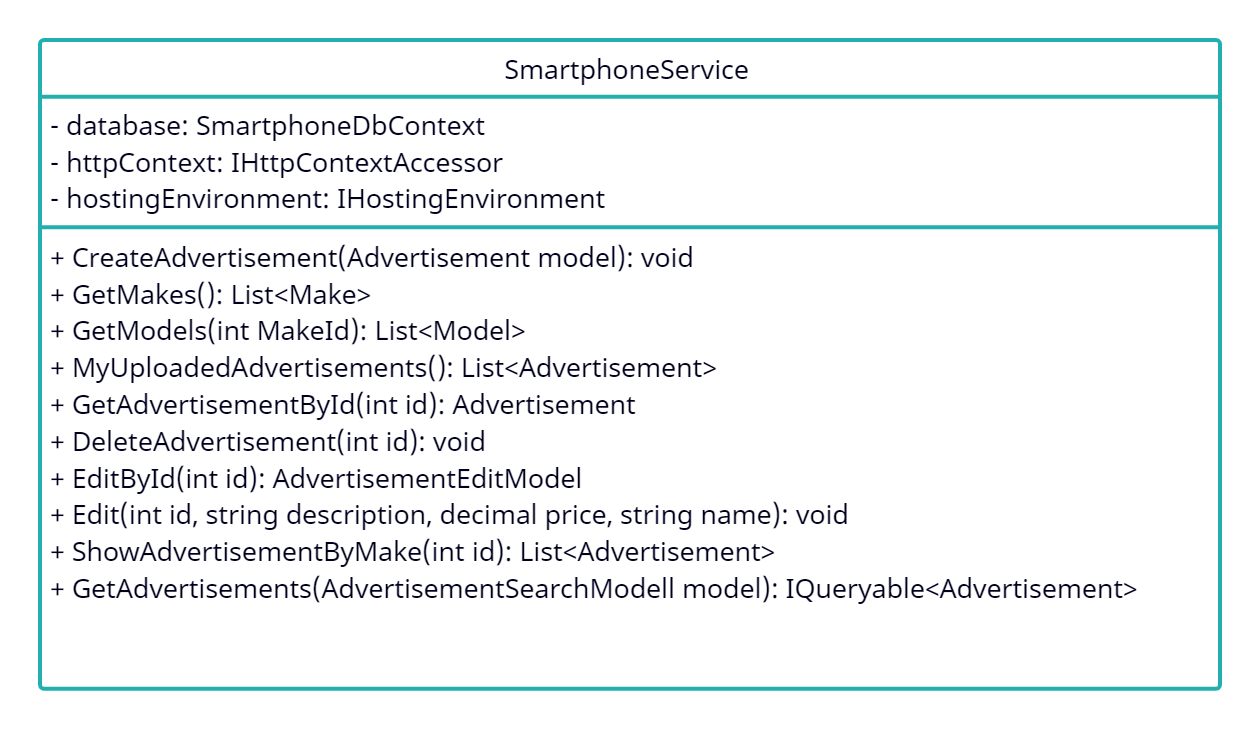 SmartphoneService
- database: SmartphoneDbContext
- httpContext: IHttpContextAccessor
- hostingEnvironment: IHostingEnvironment
+ CreateAdvertisement(Advertisement model): void
+ GetMakes(): List<Make>
+ GetModels(int MakeId): List<Model>
+ MyUploadedAdvertisements(): List<Advertisement>
+ GetAdvertisementById(int id): Advertisement
+ DeleteAdvertisement(int id): void
+ EditById(int id): AdvertisementEditModel
+ Edit(int id, string description, decimal price, string name): void
+ ShowAdvertisementByMake(int id): List<Advertisement>
+ GetAdvertisements(AdvertisementSearchModell model): IQueryable<Advertisement>